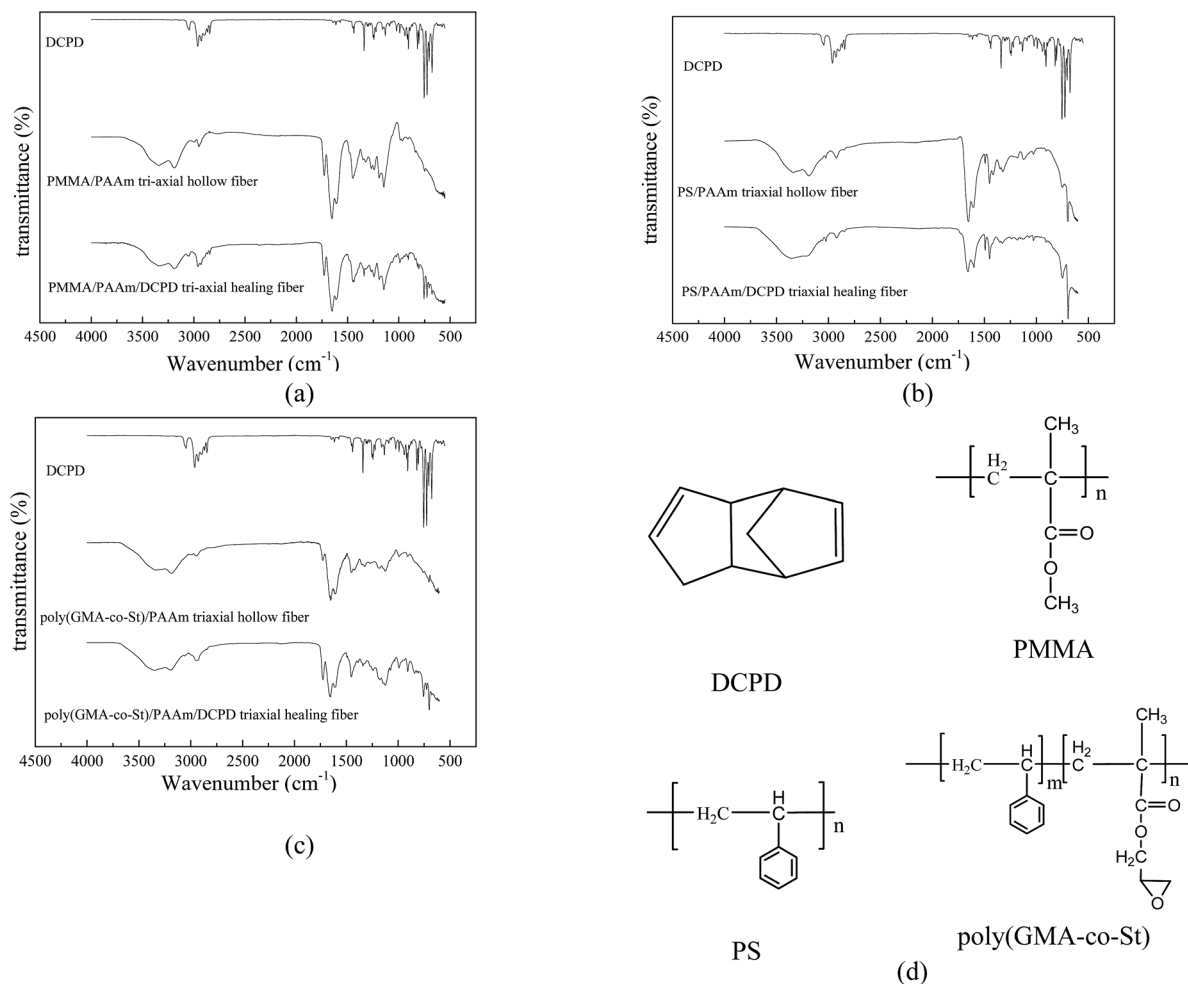 transmittance (%)
DCPD
PMMA/PAAm tri-axial hollow fiber
PMMA/PAAm/DCPD tri-axial healing fiber
4500 4000 3500 3000 2500 2000 1500 1000 500
Wavenumber (cm-1)
(a)
transmittance (%)
DCPD
PS/PAAm triaxial hollow fiber
PS/PAAm/DCPD triaxial healing fiber
4500 4000 3500 3000 2500 2000 1500 1000 500
Wavenumber (cm-1)
(b)
transmittance (%)
DCPD
poly(GMA-co-St)/PAAm triaxial hollow fiber
poly(GMA-co-St)/PAAm/DCPD triaxial healing fiber
4500 4000 3500 3000 2500 2000 1500 1000 500
Wavenumber (cm-1)
(c)
DCPD
CH3
H2
C
C
n
C=O
O
CH3
PMMA
H
H2C
C
n
PS
CH3
H
H2
H2C
C
m
C
C
n
C=O
O
H2C
O
poly(GMA-co-St)
(d)